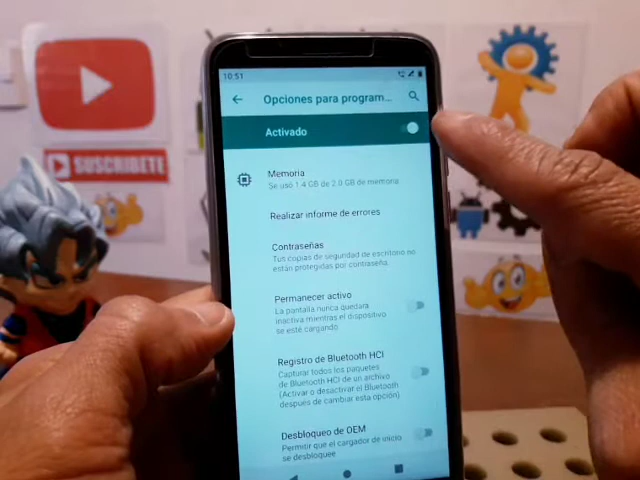 SUSCRIBETE
10:51
Opciones para program...
Activado
Memoria
Se usó 1.4 GB de 2.0 GB de memoria
Realizar informe de errores
Contraseñas
Tus copias de seguridad de escritorio no
están protegidas por contraseña.
Permanecer activo
La pantalla nunca quedará
inactiva mientras el dispositivo
se esté cargando
Registro de Bluetooth HCI
Capturar todos los paquetes
de Bluetooth HCI de un archivo
(Activar o desactivar el Bluetooth
después de cambiar esta opción)
Desbloqueo de OEM
Permitir que el cargador de inicio
se desbloquee